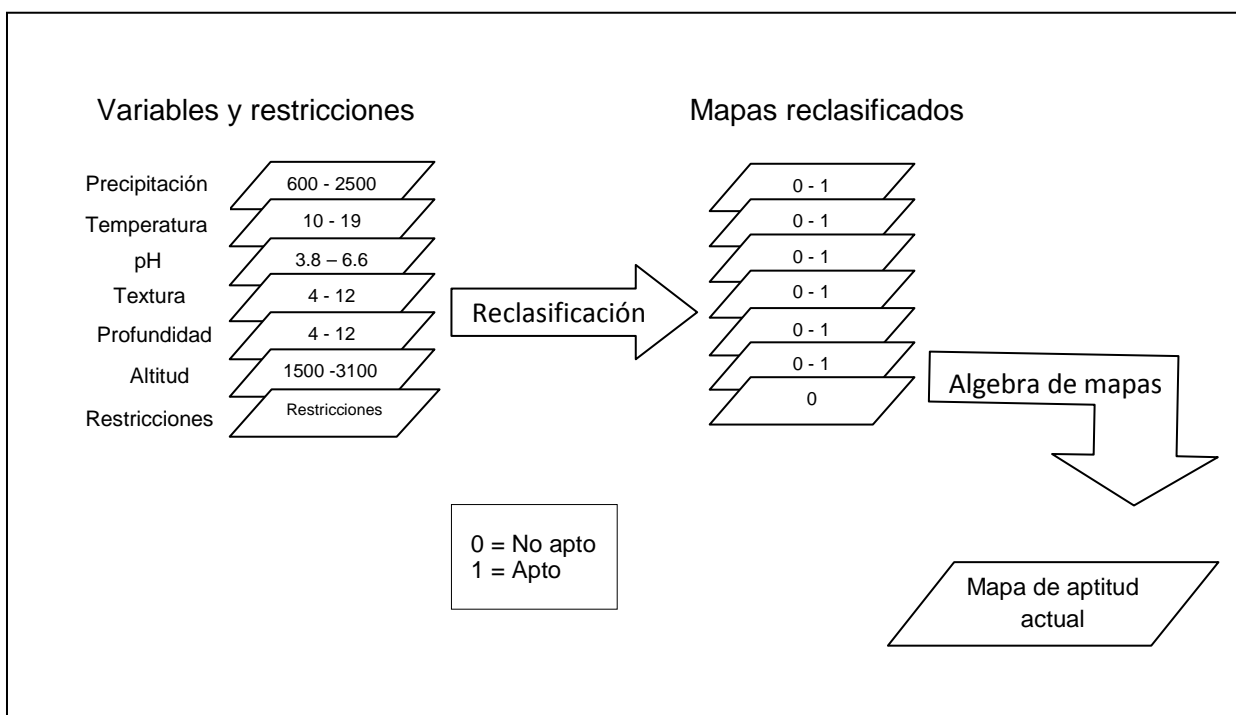 Variables y restricciones
Precipitación
600 - 2500
Temperatura
10 - 19
pH
3.8 – 6.6
Textura
4 - 12
Profundidad
4 - 12
Altitud
1500 -3100
Restricciones
Restricciones
Reclasificación
Mapas reclasificados
0 - 1
0 - 1
0 - 1
0 - 1
0 - 1
0 - 1
0
Algebra de mapas
0 = No apto
1 = Apto
Mapa de aptitud
actual